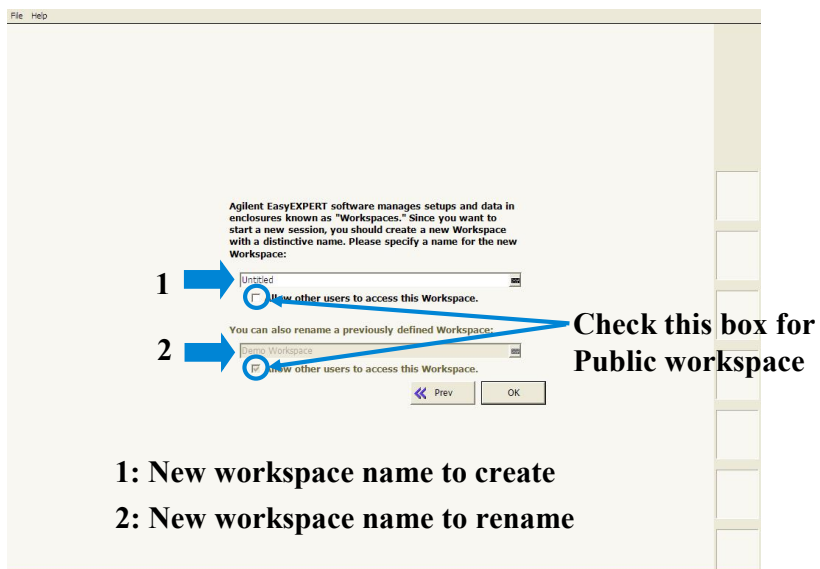 File Help
Agilent EasyEXPERT software manages setups and data in
enclosures known as "Workspaces." Since you want to
start a new session, you should create a new Workspace
with a distinctive name. Please specify a name for the new
Workspace:
1
Untitled
Allow other users to access this Workspace.
You can also rename a previously defined Workspace:
2
Demo Workspace
Allow other users to access this Workspace.
Check this box for
Public workspace
Prev OK
1: New workspace name to create
2: New workspace name to rename